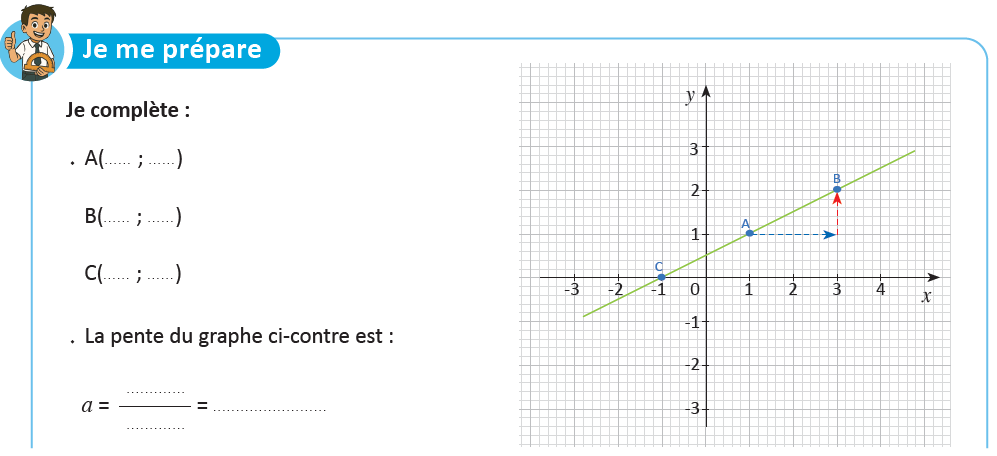 Je me prépare
Je complète :
. A(...... ; ......)
B(...... ; ......)
C(...... ; ......)
. La pente du graphe ci-contre est :
a = ............. / ............. = .........................
y
3
2
1
-3 -2 -1 0 1 2 3 4
x
-1
-2
-3
A
B
C